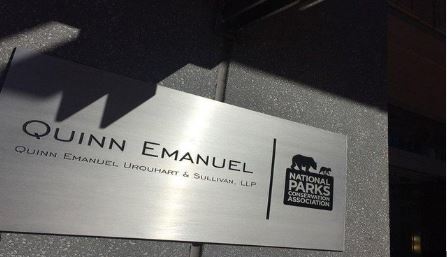 QUINN EMANUEL
QUINN EMANUEL URQUHART & SULLIVAN, LLP
NATIONAL
PARKS
CONSERVATION
ASSOCIATION